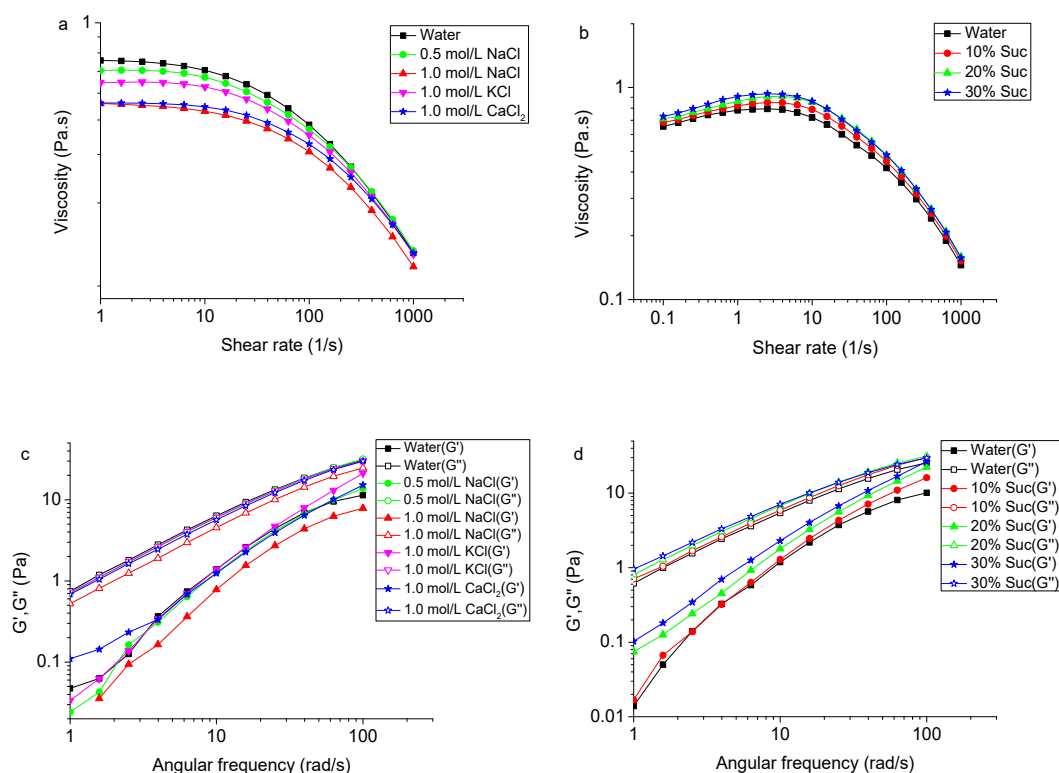 a
1
Viscosity (Pa.s)
Water
0.5 mol/L NaCl
1.0 mol/L NaCl
1.0 mol/L KCl
1.0 mol/L CaCl₂
1 10 100 1000
Shear rate (1/s)
b
1
0.1
Viscosity (Pa.s)
Water
10% Suc
20% Suc
30% Suc
0.1 1 10 100 1000
Shear rate (1/s)
c
10
1
0.1
G',G'' (Pa)
Water(G')
Water(G'')
0.5 mol/L NaCl(G')
0.5 mol/L NaCl(G'')
1.0 mol/L NaCl(G')
1.0 mol/L NaCl(G'')
1.0 mol/L KCl(G')
1.0 mol/L KCl(G'')
1.0 mol/L CaCl₂(G')
1.0 mol/L CaCl₂(G'')
1 10 100
Angular frequency (rad/s)
d
10
1
0.1
0.01
G',G'' (Pa)
Water(G')
Water(G'')
10% Suc(G')
10% Suc(G'')
20% Suc(G')
20% Suc(G'')
30% Suc(G')
30% Suc(G'')
1 10 100
Angular frequency (rad/s)